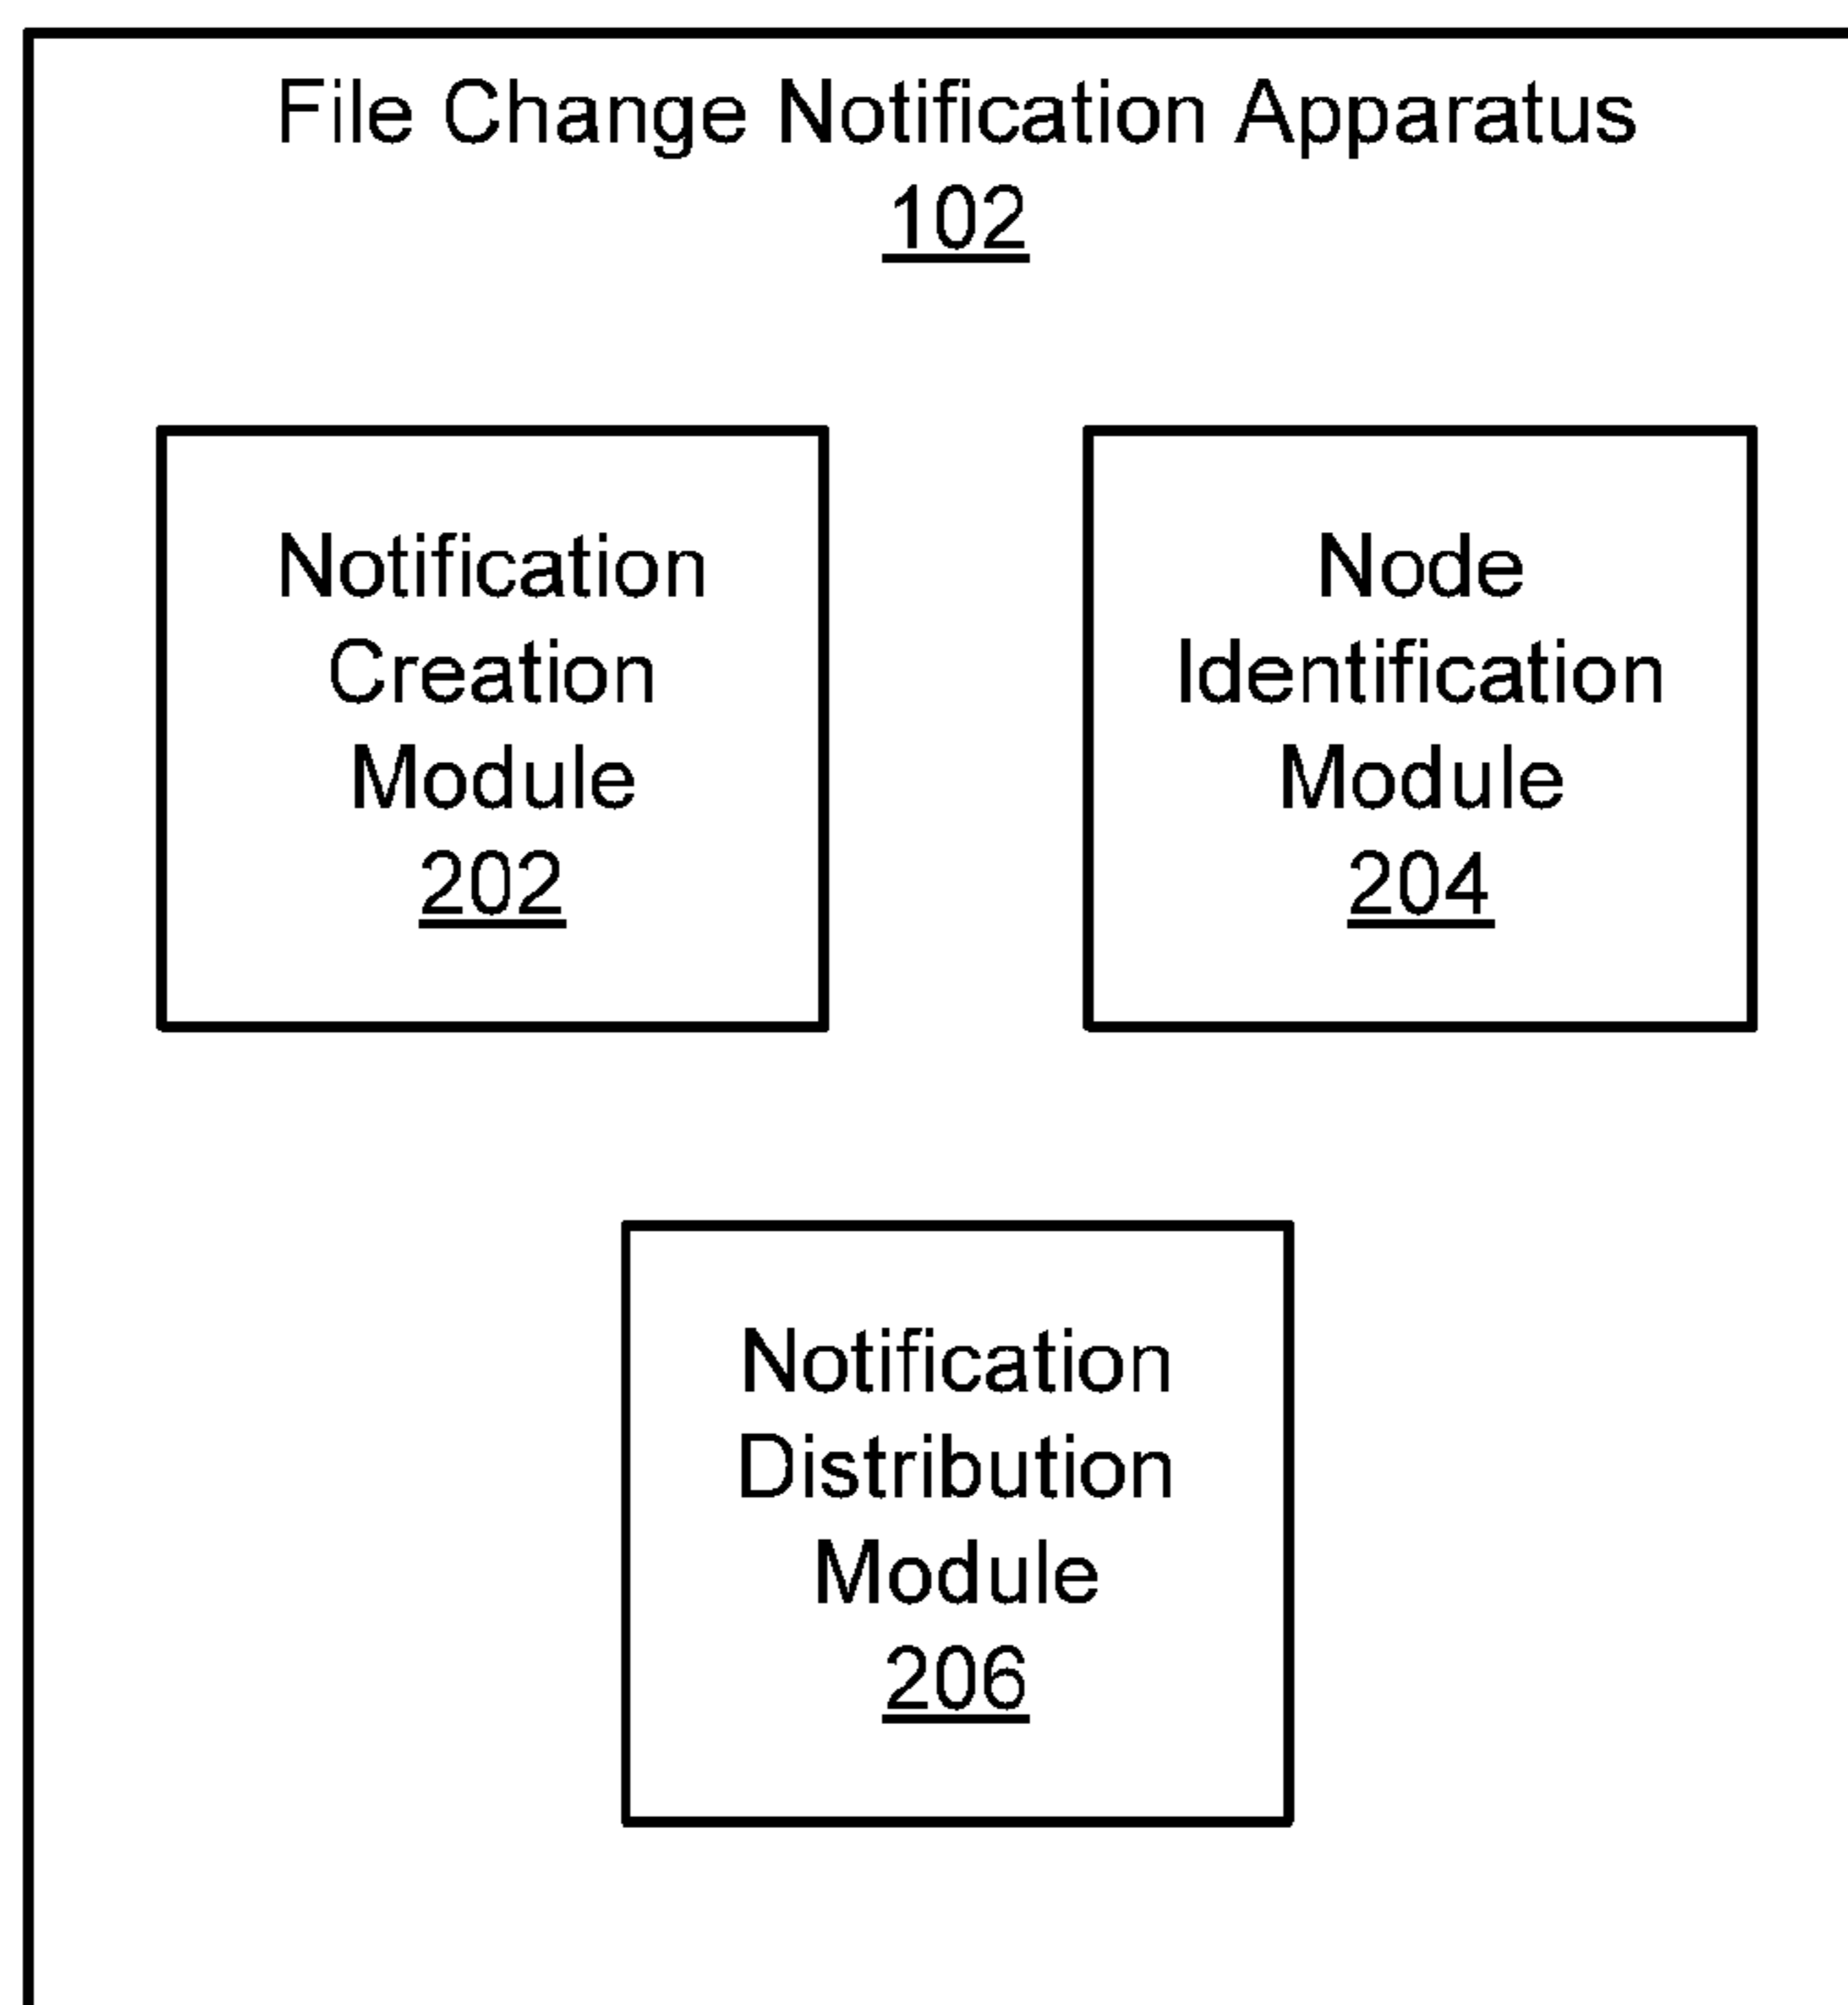 File Change Notification Apparatus
102
Notification
Creation
Module
202
Node
Identification
Module
204
Notification
Distribution
Module
206